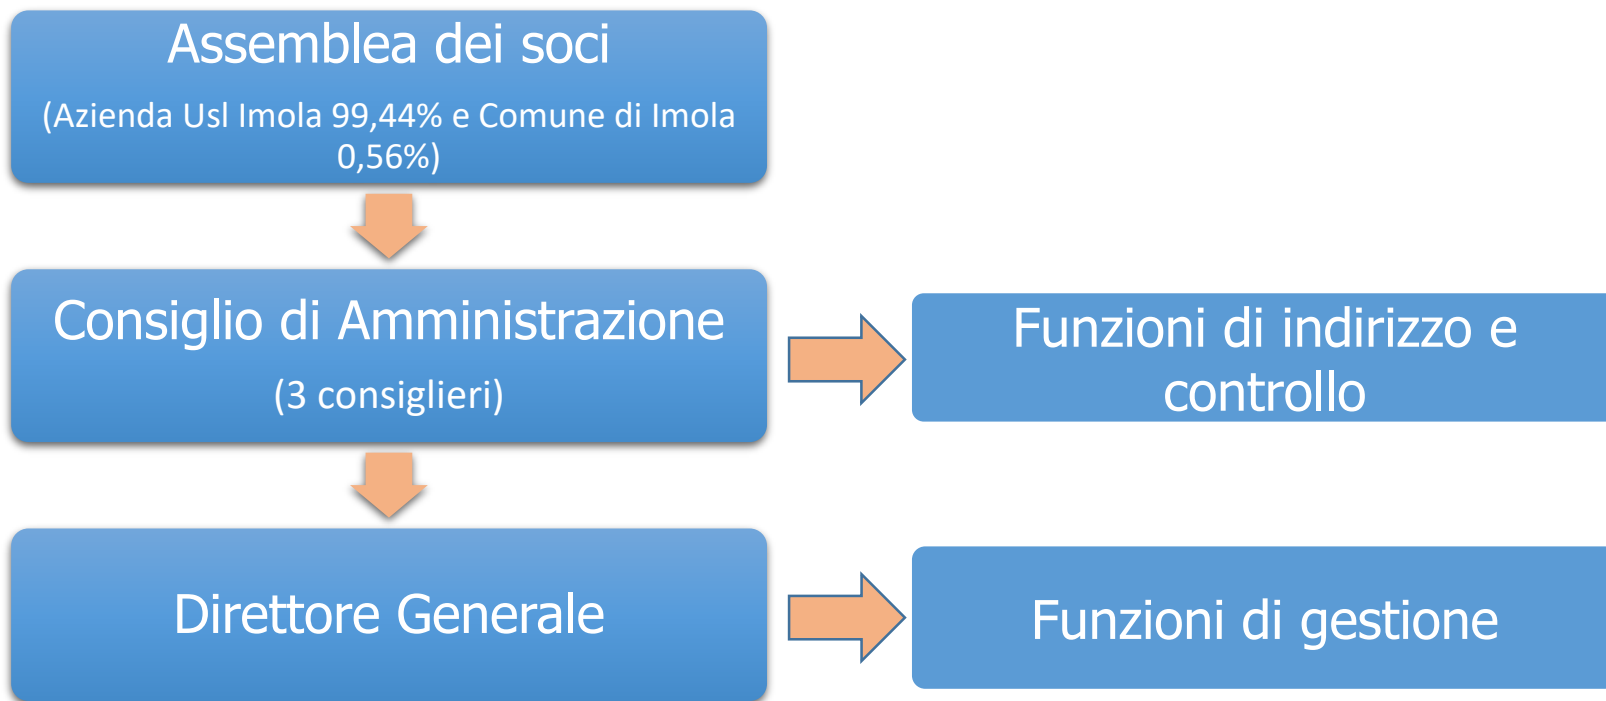 Assemblea dei soci
(Azienda Usl Imola 99,44% e Comune di Imola
0,56%)
Consiglio di Amministrazione
(3 consiglieri)
Funzioni di indirizzo e
controllo
Direttore Generale
Funzioni di gestione